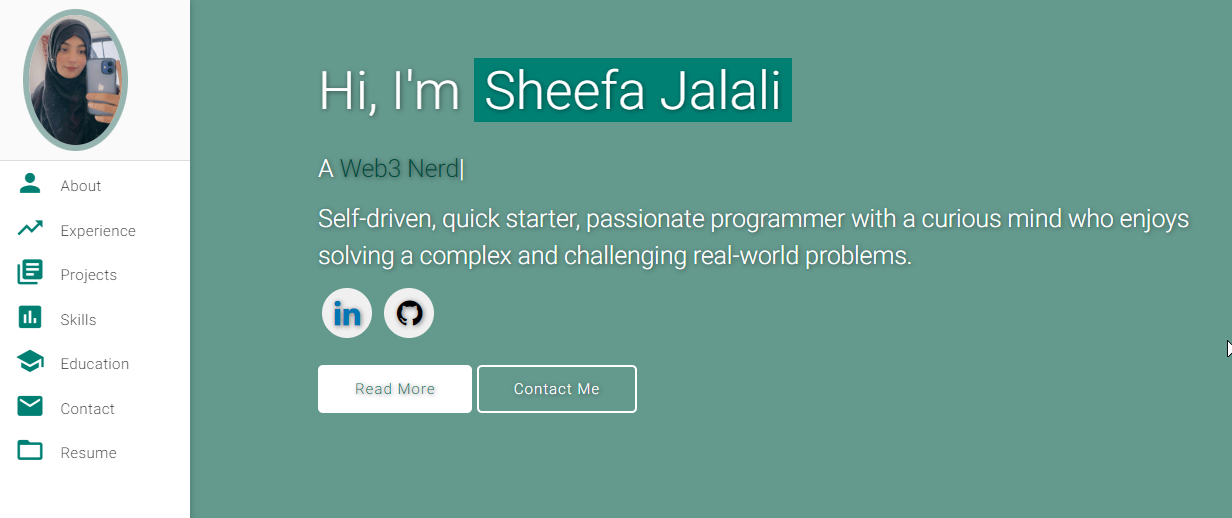 Hi, I'm Sheefa Jalali
A Web3 Nerd|
Self-driven, quick starter, passionate programmer with a curious mind who enjoys
solving a complex and challenging real-world problems.
in
Read More
Contact Me
About
Experience
Projects
Skills
Education
Contact
Resume